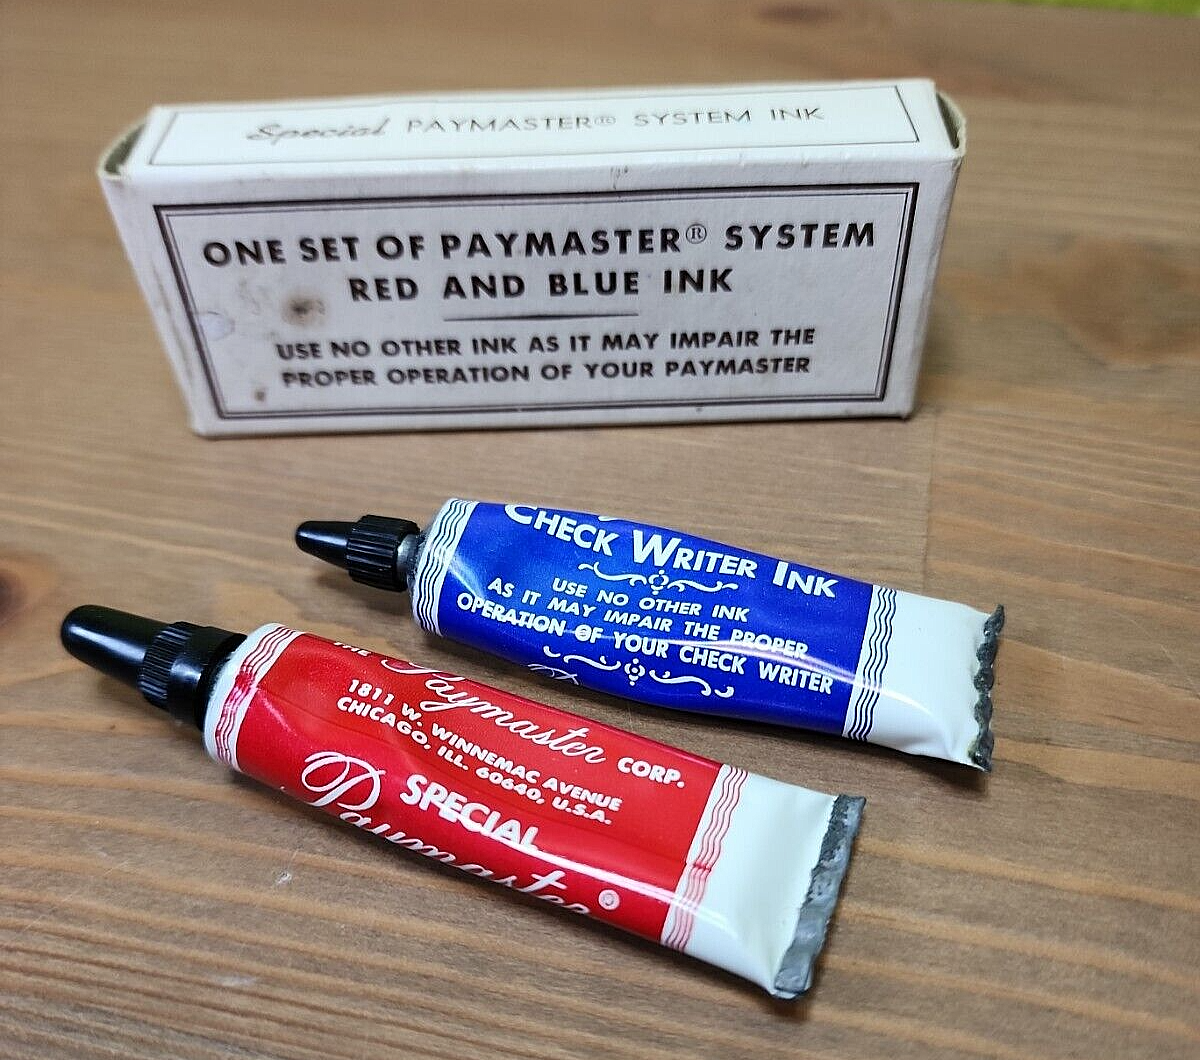 Special PAYMASTER® SYSTEM INK
ONE SET OF PAYMASTER® SYSTEM
RED AND BLUE INK
USE NO OTHER INK AS IT MAY IMPAIR THE
PROPER OPERATION OF YOUR PAYMASTER
CHECK WRITER INK
USE NO OTHER INK
AS IT MAY IMPAIR THE PROPER
OPERATION OF YOUR CHECK WRITER
THE Paymaster CORP.
1811 W. WINNEMAC AVENUE
CHICAGO, ILL. 60640, U.S.A.
SPECIAL
Paymaster®